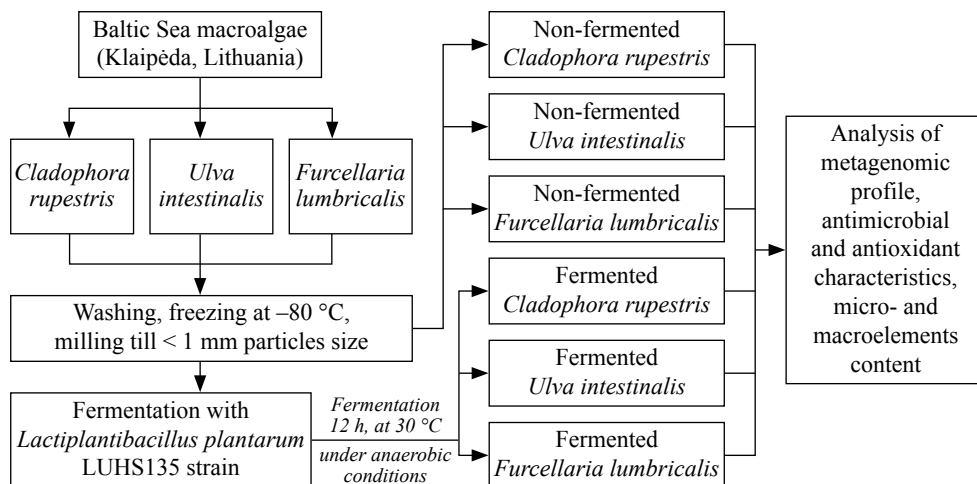 Baltic Sea macroalgae
(Klaipėda, Lithuania)
Cladophora
rupestris
Ulva
intestinalis
Furcellaria
lumbricalis
Washing, freezing at –80 °C,
milling till < 1 mm particles size
Fermentation with
Lactiplantibacillus plantarum
LUHS135 strain
Fermentation
12 h, at 30 °C
under anaerobic
conditions
Non-fermented
Cladophora rupestris
Non-fermented
Ulva intestinalis
Non-fermented
Furcellaria lumbricalis
Fermented
Cladophora rupestris
Fermented
Ulva intestinalis
Fermented
Furcellaria lumbricalis
Analysis of
metagenomic
profile,
antimicrobial
and antioxidant
characteristics,
micro- and
macroelements
content